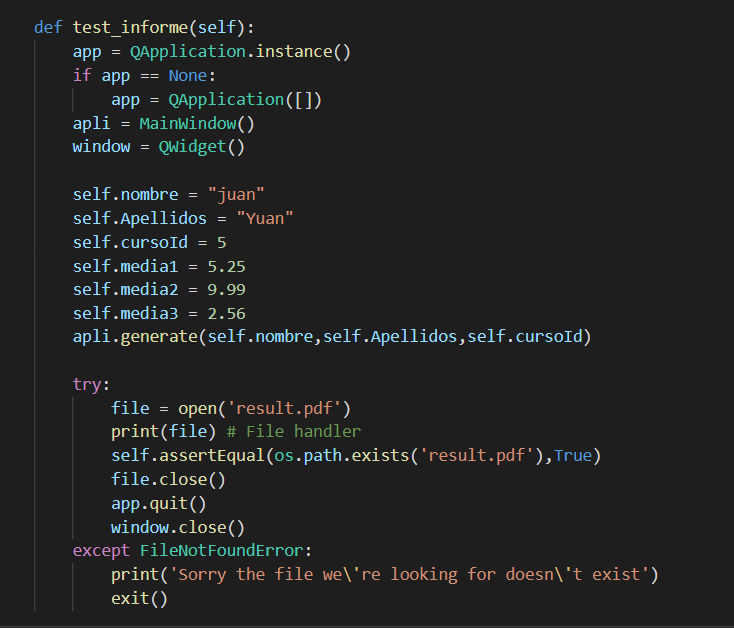 def test_informe(self):
    app = QApplication.instance()
    if app == None:
        app = QApplication([])
    apli = MainWindow()
    window = QWidget()

    self.nombre = "juan"
    self.Apellidos = "Yuan"
    self.cursoId = 5
    self.media1 = 5.25
    self.media2 = 9.99
    self.media3 = 2.56
    apli.generate(self.nombre,self.Apellidos,self.cursoId)

    try:
        file = open('result.pdf')
        print(file) # File handler
        self.assertEqual(os.path.exists('result.pdf'),True)
        file.close()
        app.quit()
        window.close()
    except FileNotFoundError:
        print('Sorry the file we\'re looking for doesn\'t exist')
        exit()